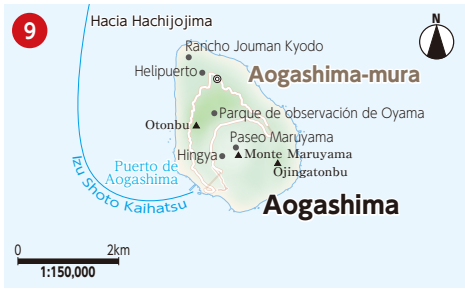 9
Hacia Hachijojima
N
Rancho Jouman Kyodo
Helipuerto
Aogashima-mura
Parque de observación de Oyama
Otonbu
Paseo Maruyama
Hingya
Monte Maruyama
Ojingatonbu
Puerto de
Aogashima
Izu Shoto Kaihatsu
Aogashima
0 2km
1:150,000